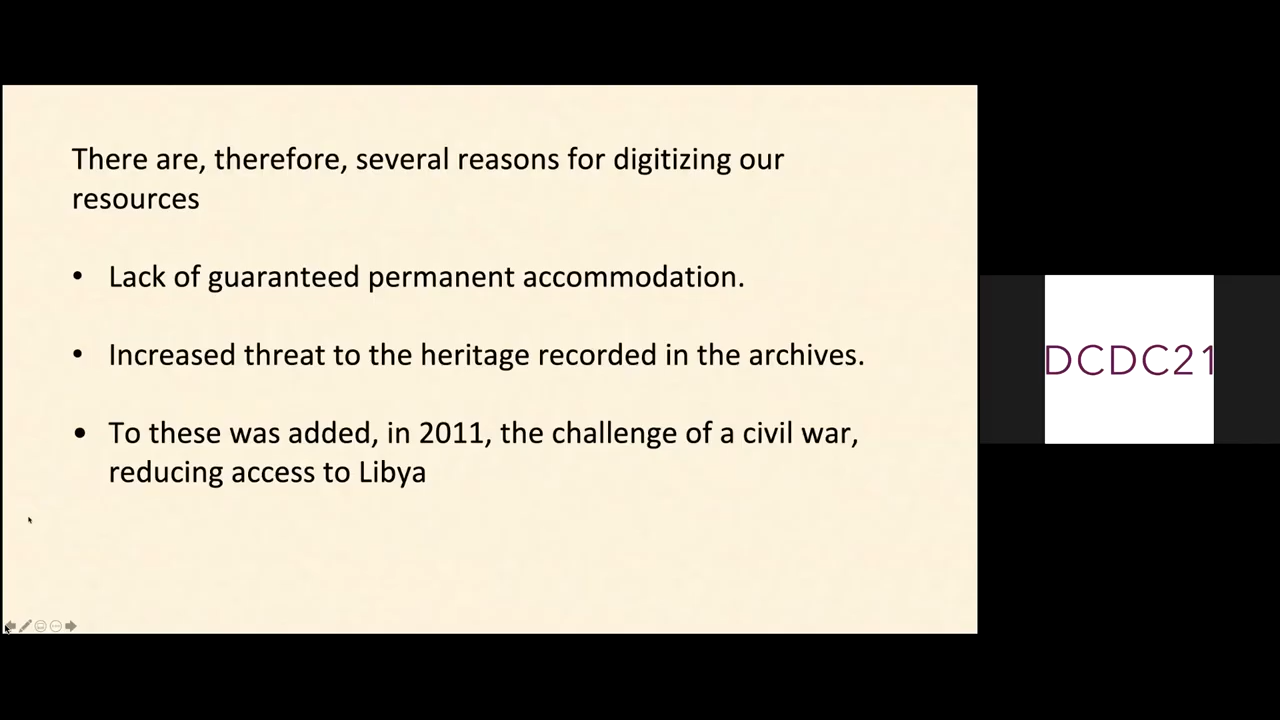 There are, therefore, several reasons for digitizing our
resources
• Lack of guaranteed permanent accommodation.
• Increased threat to the heritage recorded in the archives.
• To these was added, in 2011, the challenge of a civil war,
reducing access to Libya
DCDC21